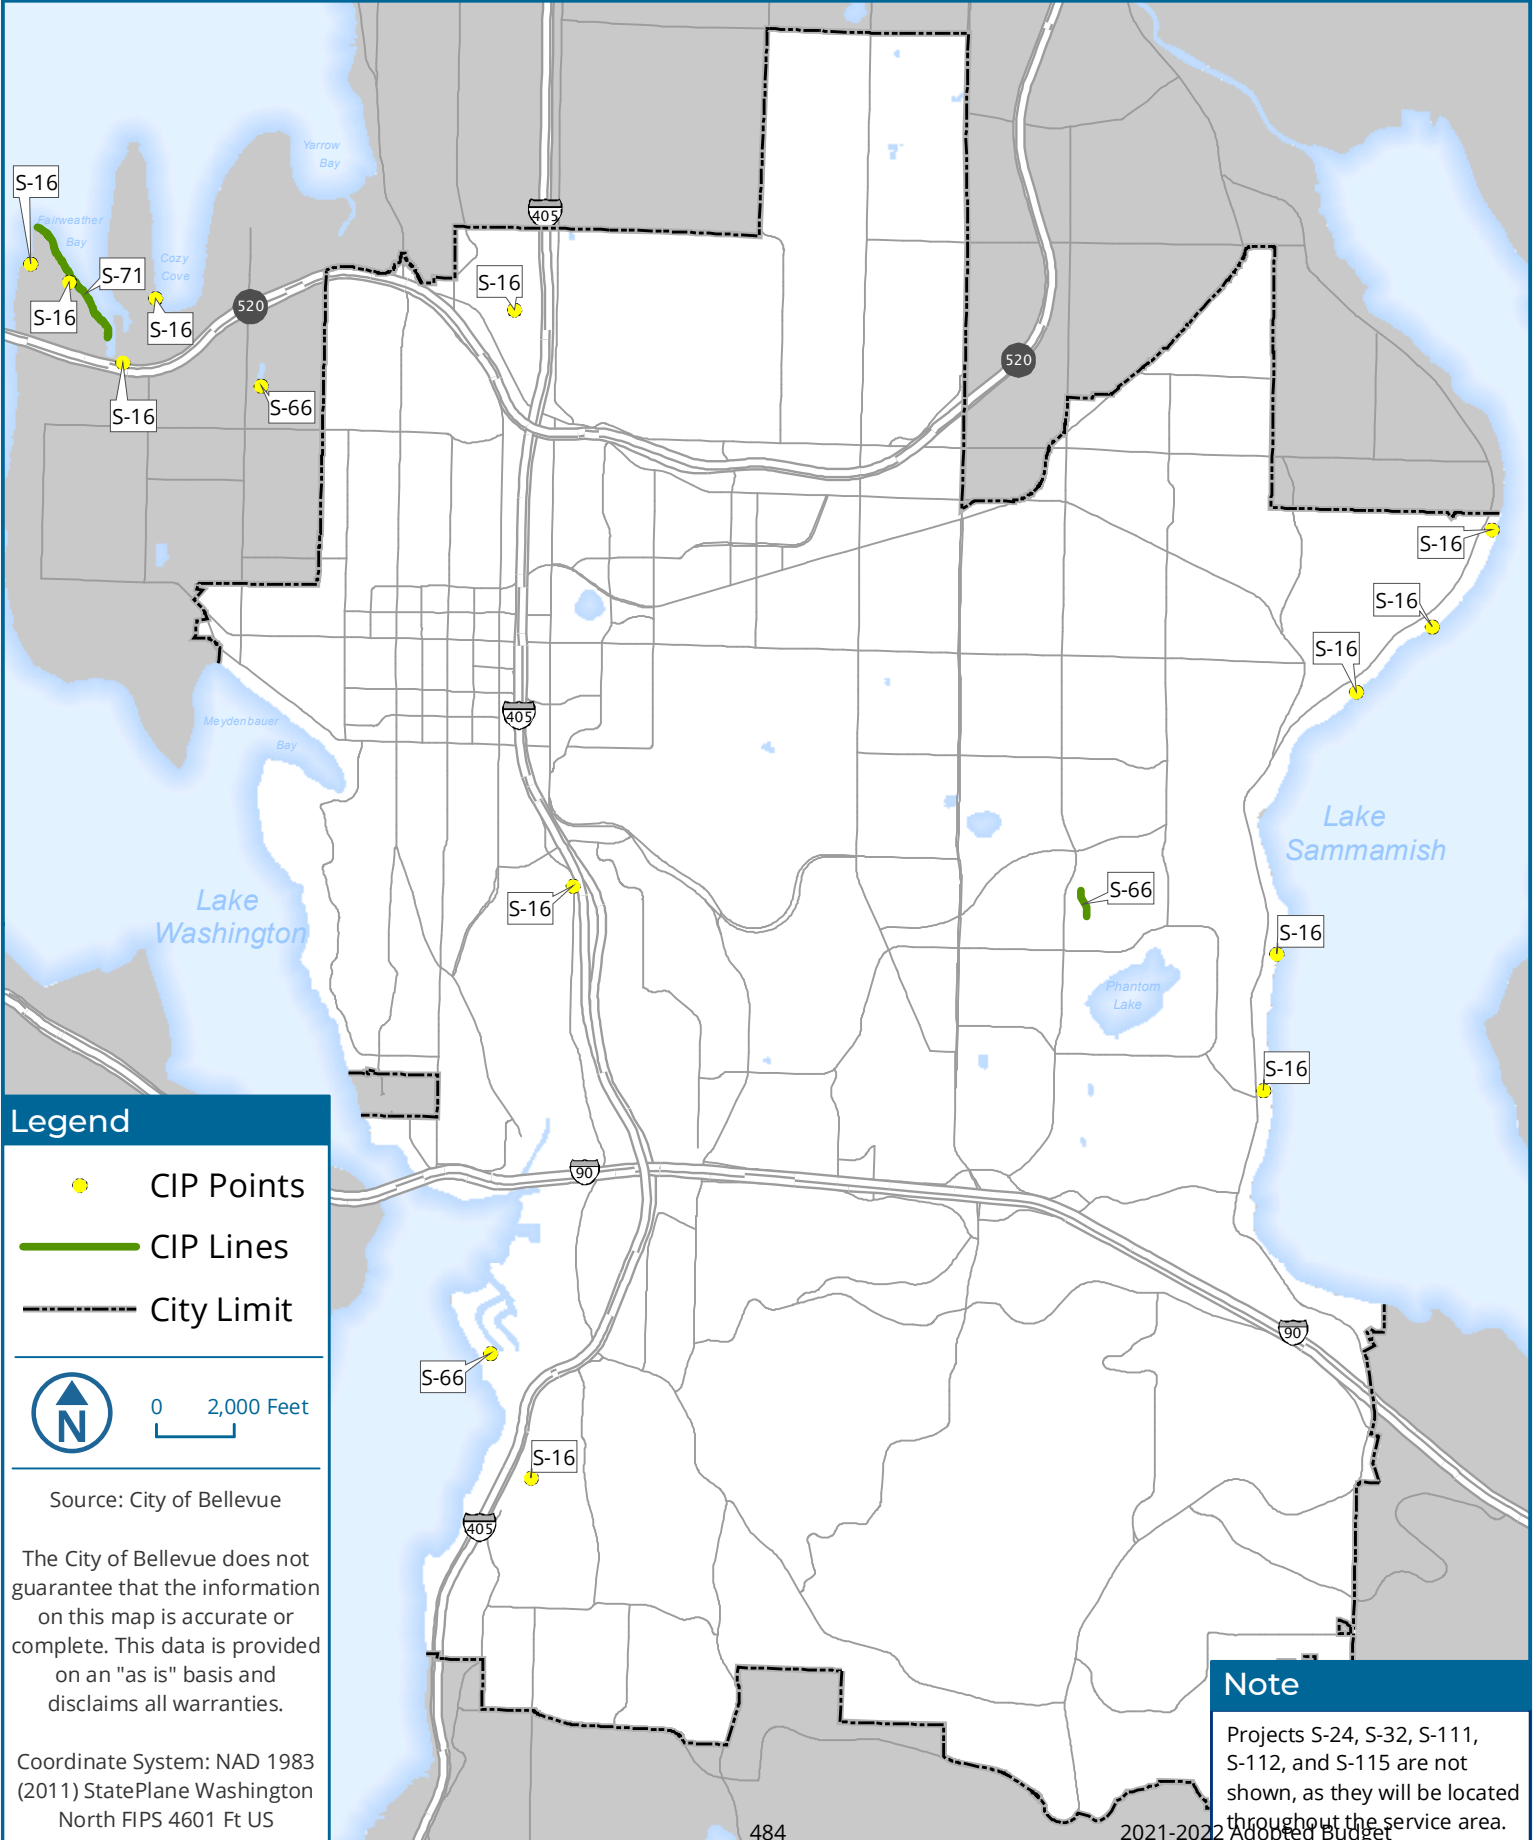 405
Yarrow
Bay
S-16
Fairweather
Bay
Cozy
Cove
S-71
S-16
S-16
S-16
520
520
S-16
S-66
S-16
S-16
S-16
405
Meydenbauer
Bay
Lake
Sammamish
Lake
Washington
S-16
S-66
S-16
Phantom
Lake
S-16
90
90
S-66
S-16
405
Legend
CIP Points
CIP Lines
City Limit
N
0 2,000 Feet
Source: City of Bellevue
The City of Bellevue does not
guarantee that the information
on this map is accurate or
complete. This data is provided
on an "as is" basis and
disclaims all warranties.
Coordinate System: NAD 1983
(2011) StatePlane Washington
North FIPS 4601 Ft US
Note
Projects S-24, S-32, S-111,
S-112, and S-115 are not
shown, as they will be located
throughout the service area.
484
2021-2022 Adopted Budget